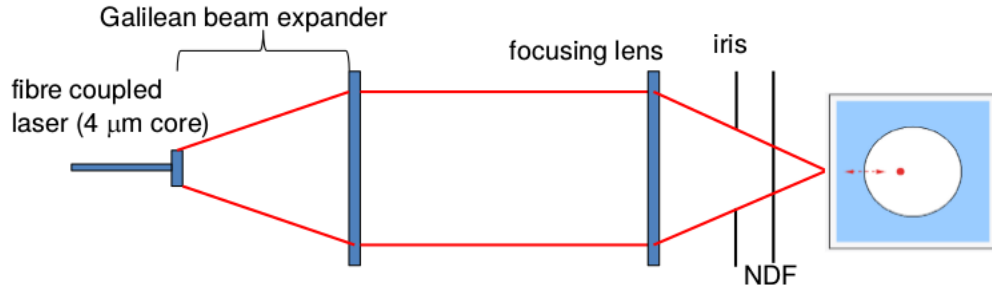 Galilean beam expander
focusing lens
iris
fibre coupled
laser (4 μm core)
NDF